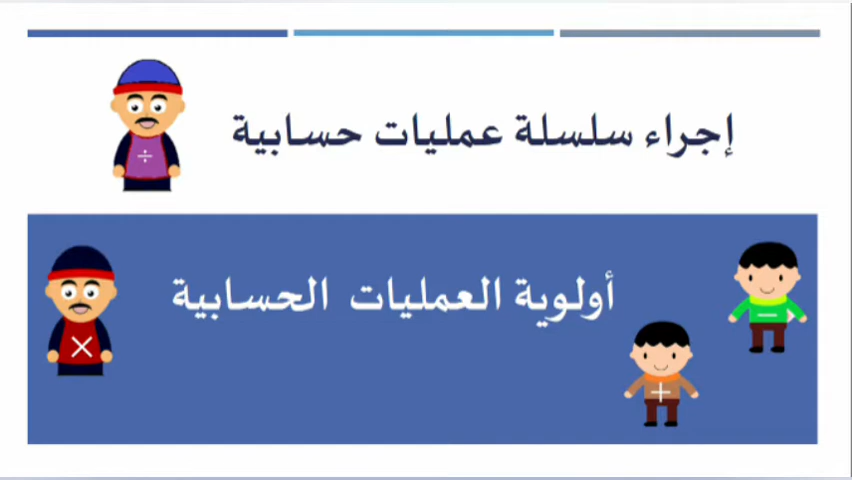 إجراء سلسلة عمليات حسابية
÷
أولوية العمليات الحسابية
×
−
+